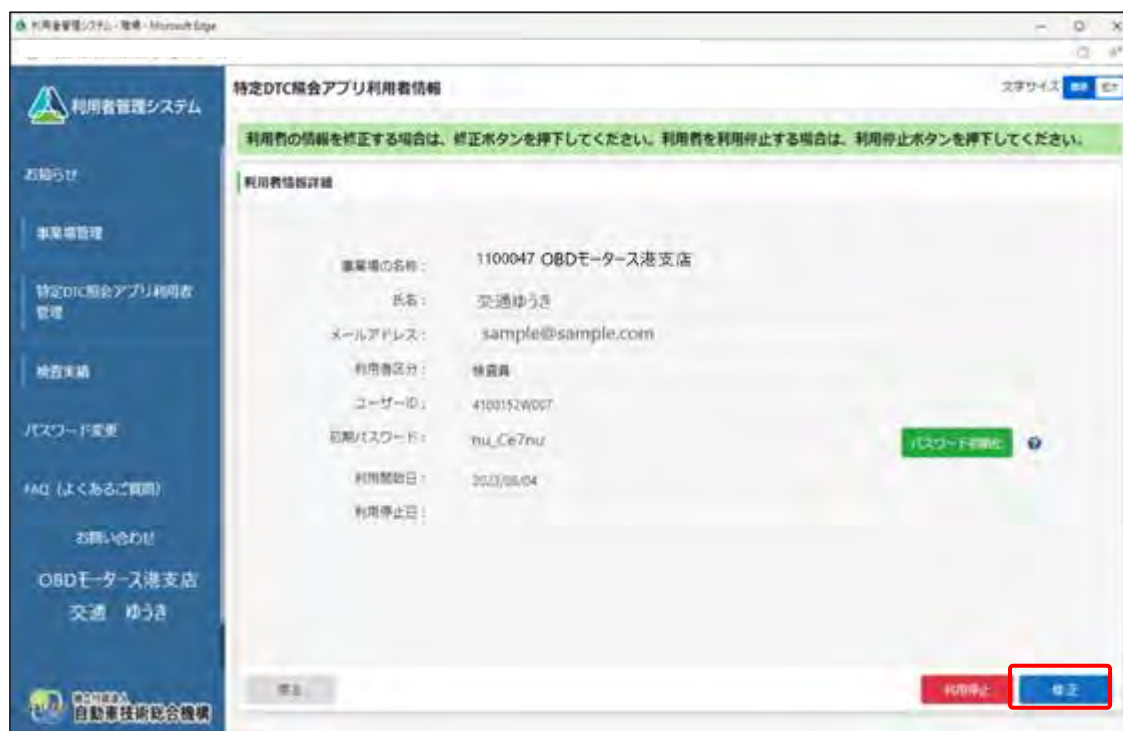 利用者管理システム - 職場 - Microsoft Edge
利用者管理システム
特定DTC照会アプリ利用者情報
文字サイズ
利用者の情報を修正する場合は、修正ボタンを押下してください。利用者を利用停止する場合は、利用停止ボタンを押下してください。
お知らせ
事業場管理
特定DTC照会アプリ利用者
管理
検査実績
パスワード変更
FAQ（よくあるご質問）
お問い合わせ
OBDモータース港支店
交通 ゆうき
独立行政法人
自動車技術総合機構
利用者情報詳細
事業場の名称： 1100047 OBDモータース港支店
氏名： 交通ゆうき
メールアドレス： sample@sample.com
利用者区分： 検査員
ユーザーID： 4100152W007
初期パスワード： nu_Ce7nu
パスワード初期化
利用開始日：
利用停止日：
利用停止
修正